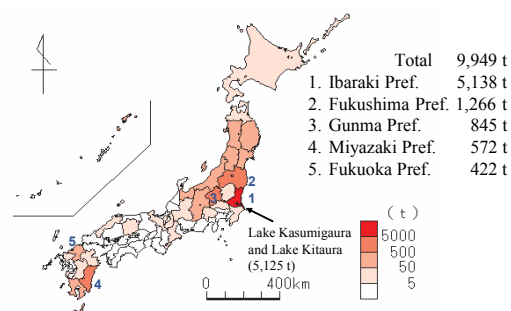 Total 9,949 t
1. Ibaraki Pref. 5,138 t
2. Fukushima Pref. 1,266 t
3. Gunma Pref. 845 t
4. Miyazaki Pref. 572 t
5. Fukuoka Pref. 422 t
2
3
1
5
4
Lake Kasumigaura
and Lake Kitaura
(5,125 t)
0 400km
(t)
5000
500
50
5